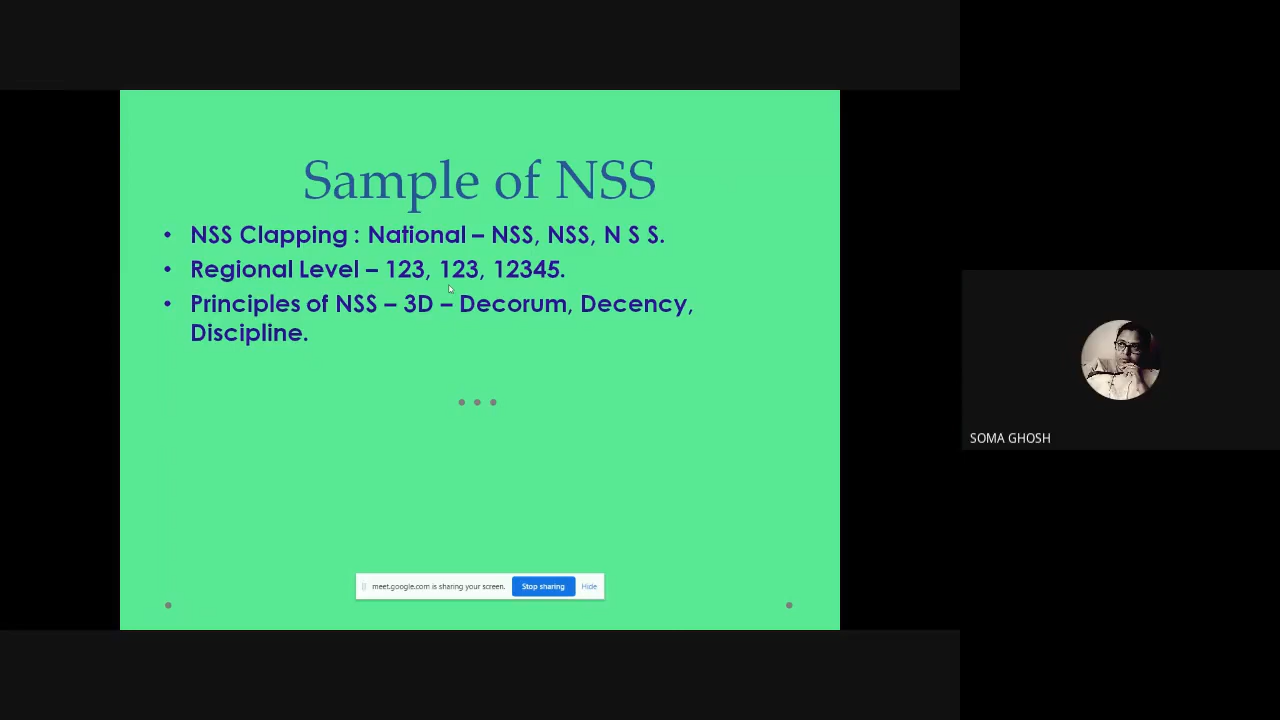 Sample of NSS
• NSS Clapping : National – NSS, NSS, N S S.
• Regional Level – 123, 123, 12345.
• Principles of NSS – 3D – Decorum, Decency,
Discipline.
meet.google.com is sharing your screen. Stop sharing Hide
SOMA GHOSH